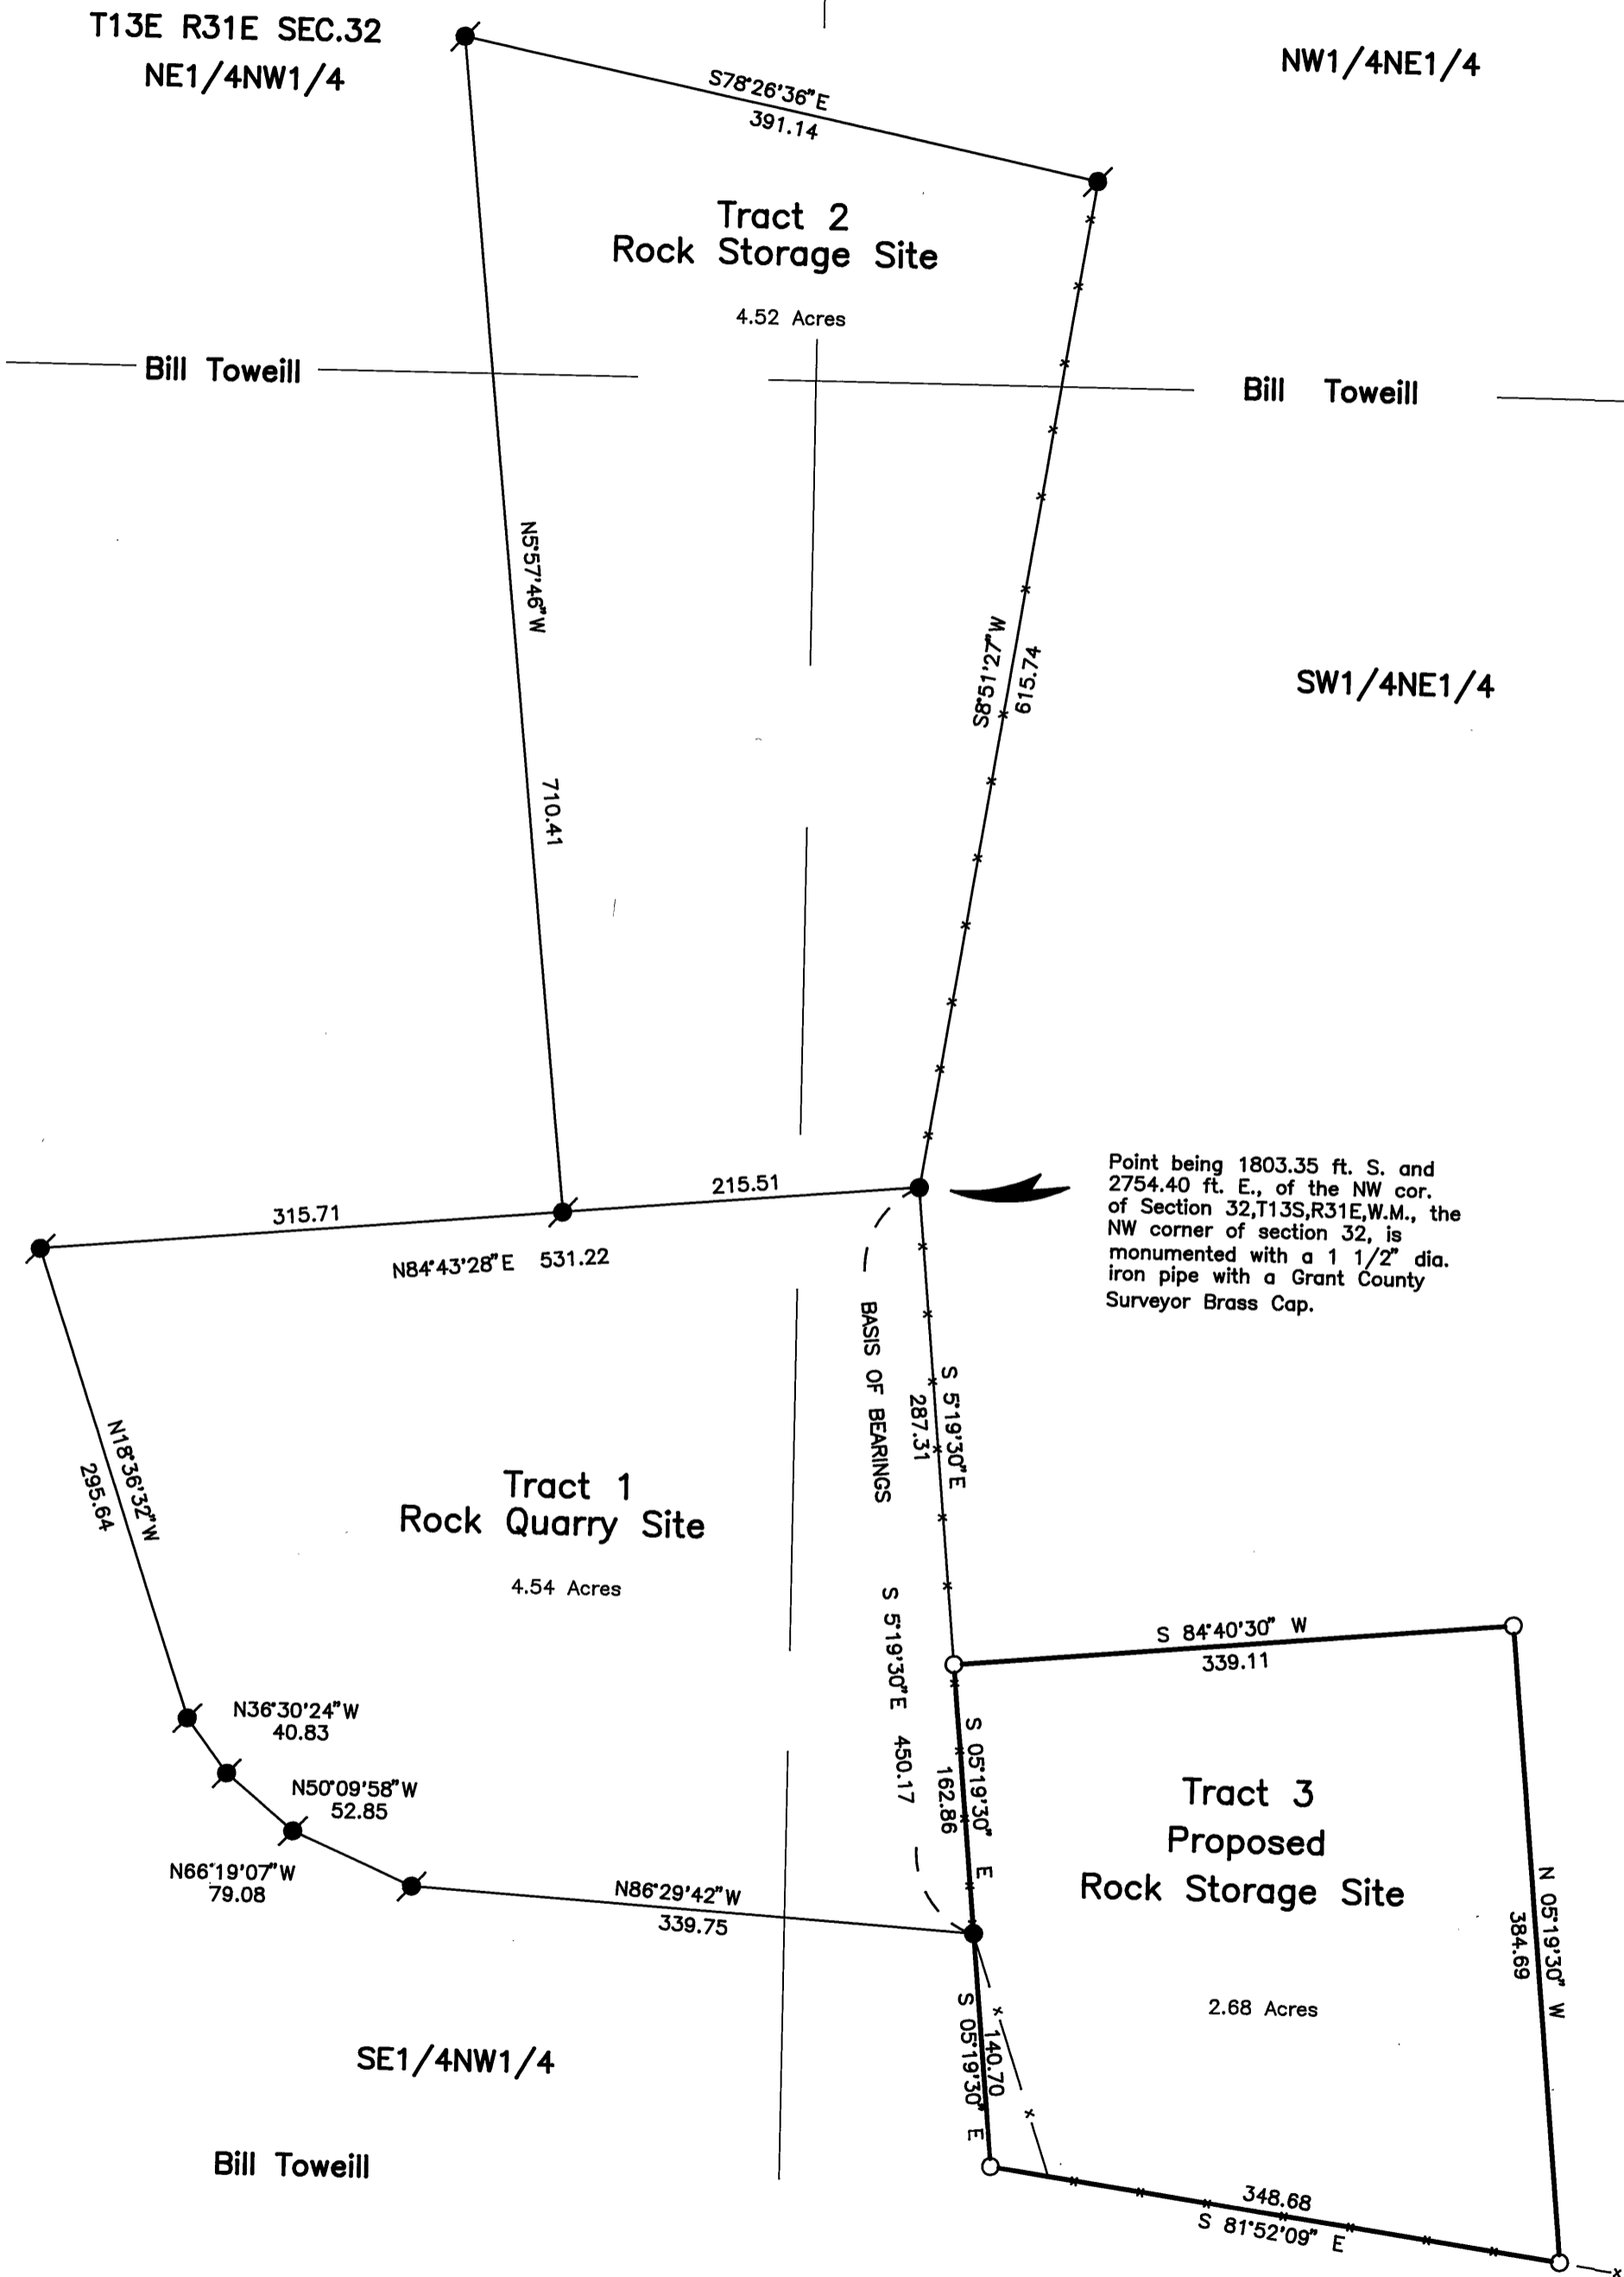 T13E R31E SEC.32
NE1/4NW1/4
NW1/4NE1/4
S78°26'36"E
391.14
Tract 2
Rock Storage Site
4.52 Acres
Bill Toweill
Bill Toweill
N5°57'46"W
710.41
S8°51'27"W
615.74
SW1/4NE1/4
315.71
215.51
N84°43'28"E 531.22
Point being 1803.35 ft. S. and
2754.40 ft. E., of the NW cor.
of Section 32,T13S,R31E,W.M., the
NW corner of section 32, is
monumented with a 1 1/2" dia.
iron pipe with a Grant County
Surveyor Brass Cap.
BASIS OF BEARINGS
S 5°19'30"E 450.17
S 5°19'30"E
287.31
N18°36'32"W
295.64
Tract 1
Rock Quarry Site
4.54 Acres
S 84°40'30" W
339.11
N36°30'24"W
40.83
N50°09'58"W
52.85
N66°19'07"W
79.08
N86°29'42"W
339.75
S 05°19'30" E
162.86
Tract 3
Proposed
Rock Storage Site
2.68 Acres
N 05°19'30" W
384.69
S 05°19'30" E
140.70
SE1/4NW1/4
Bill Toweill
348.68
S 81°52'09" E